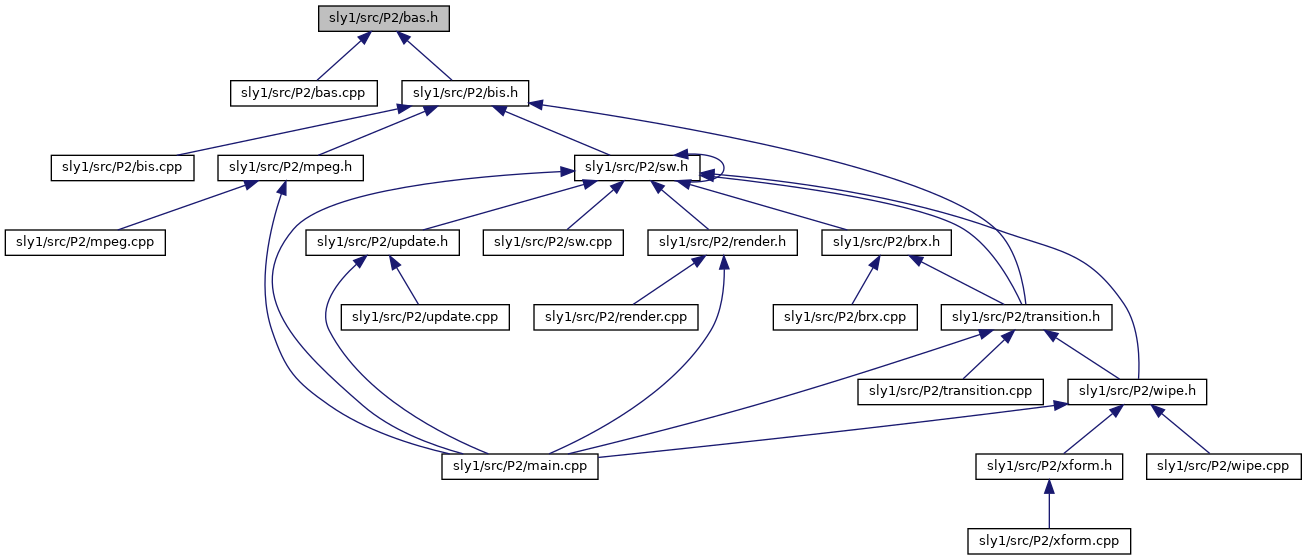 sly1/src/P2/bas.h
sly1/src/P2/bas.cpp
sly1/src/P2/bis.h
sly1/src/P2/bis.cpp
sly1/src/P2/mpeg.h
sly1/src/P2/sw.h
sly1/src/P2/mpeg.cpp
sly1/src/P2/update.h
sly1/src/P2/sw.cpp
sly1/src/P2/render.h
sly1/src/P2/brx.h
sly1/src/P2/update.cpp
sly1/src/P2/render.cpp
sly1/src/P2/brx.cpp
sly1/src/P2/transition.h
sly1/src/P2/transition.cpp
sly1/src/P2/wipe.h
sly1/src/P2/main.cpp
sly1/src/P2/xform.h
sly1/src/P2/wipe.cpp
sly1/src/P2/xform.cpp